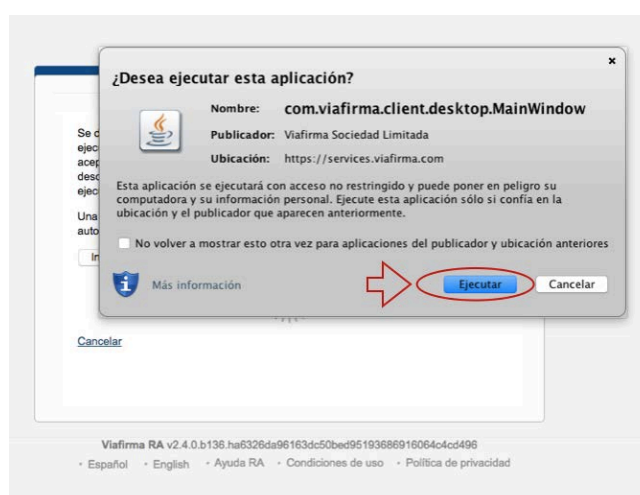 ¿Desea ejecutar esta aplicación?
Nombre: com.viafirma.client.desktop.MainWindow
Publicador: Viafirma Sociedad Limitada
Ubicación: https://services.viafirma.com
Esta aplicación se ejecutará con acceso no restringido y puede poner en peligro su
computadora y su información personal. Ejecute esta aplicación sólo si confía en la
ubicación y el publicador que aparecen anteriormente.
No volver a mostrar esto otra vez para aplicaciones del publicador y ubicación anteriores
Más información
Ejecutar
Cancelar
Se
ejec
acep
desc
ejec
Una
auto
In
Cancelar
Viafirma RA v2.4.0.b136.ha6326da96163dc50bed95193686916064c4cd496
- Español - English - Ayuda RA - Condiciones de uso - Política de privacidad